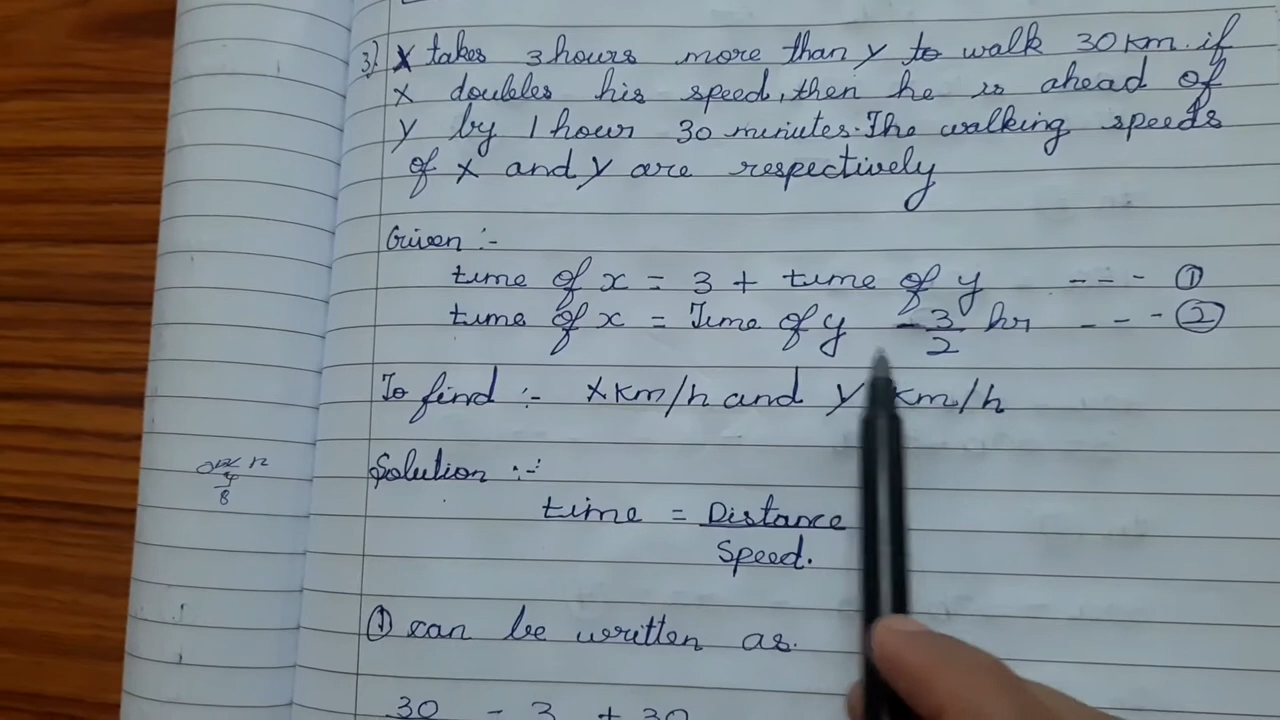 3) X takes 3 hours more than y to walk 30 km. if
X doubles his speed, then he is ahead of
y by 1 hour 30 minutes. The walking speeds
of x and y are respectively
Given :-
time of x = 3 + time of y --- ①
time of x = Time of y - 3/2 hr --- ②
To find :- x km/h and y km/h
Solution :-
time = Distance
Speed.
① can be written as.
30 - 3 + 30